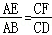 AE/AB = CF/CD